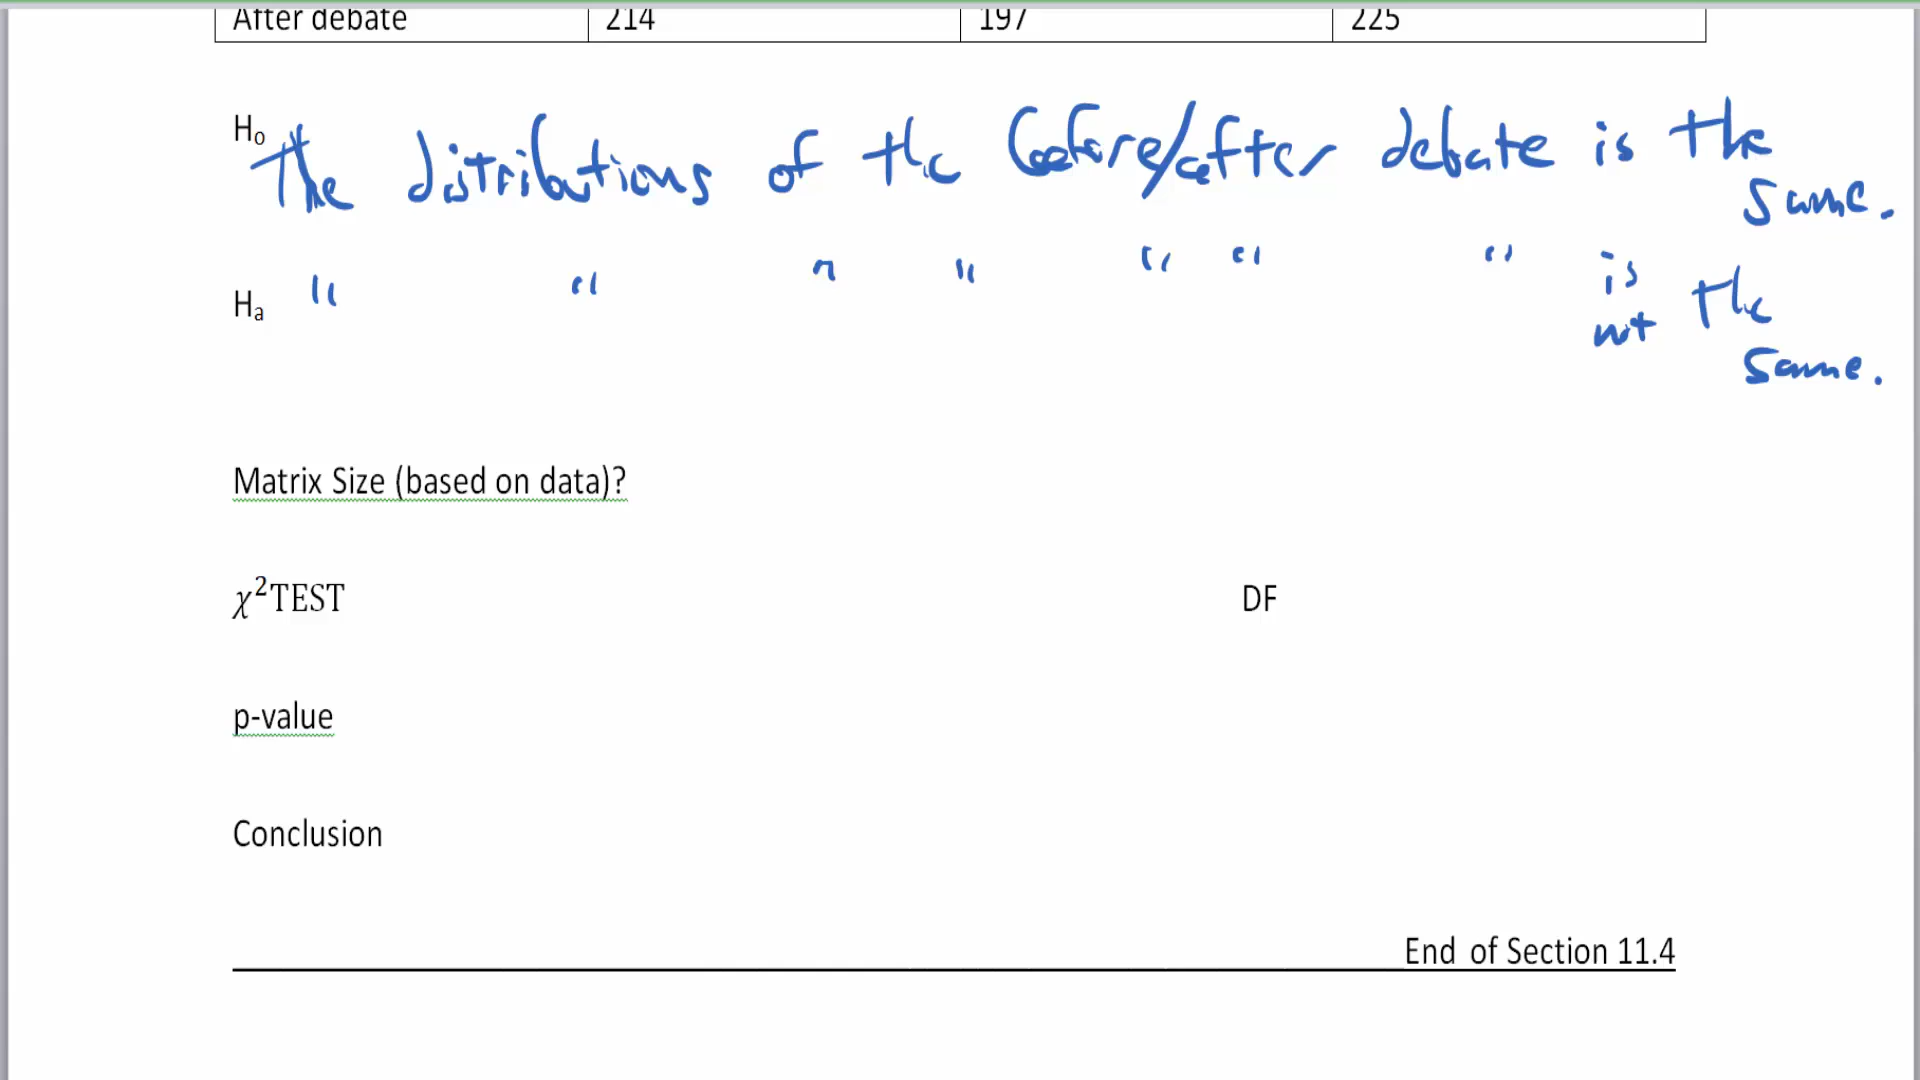 After debate 214 197 225
H₀ The distributions of the before/after debate is the
same.
Hₐ " " " " " " " is the
not
same.
Matrix Size (based on data)?
χ²TEST DF
p-value
Conclusion
End of Section 11.4